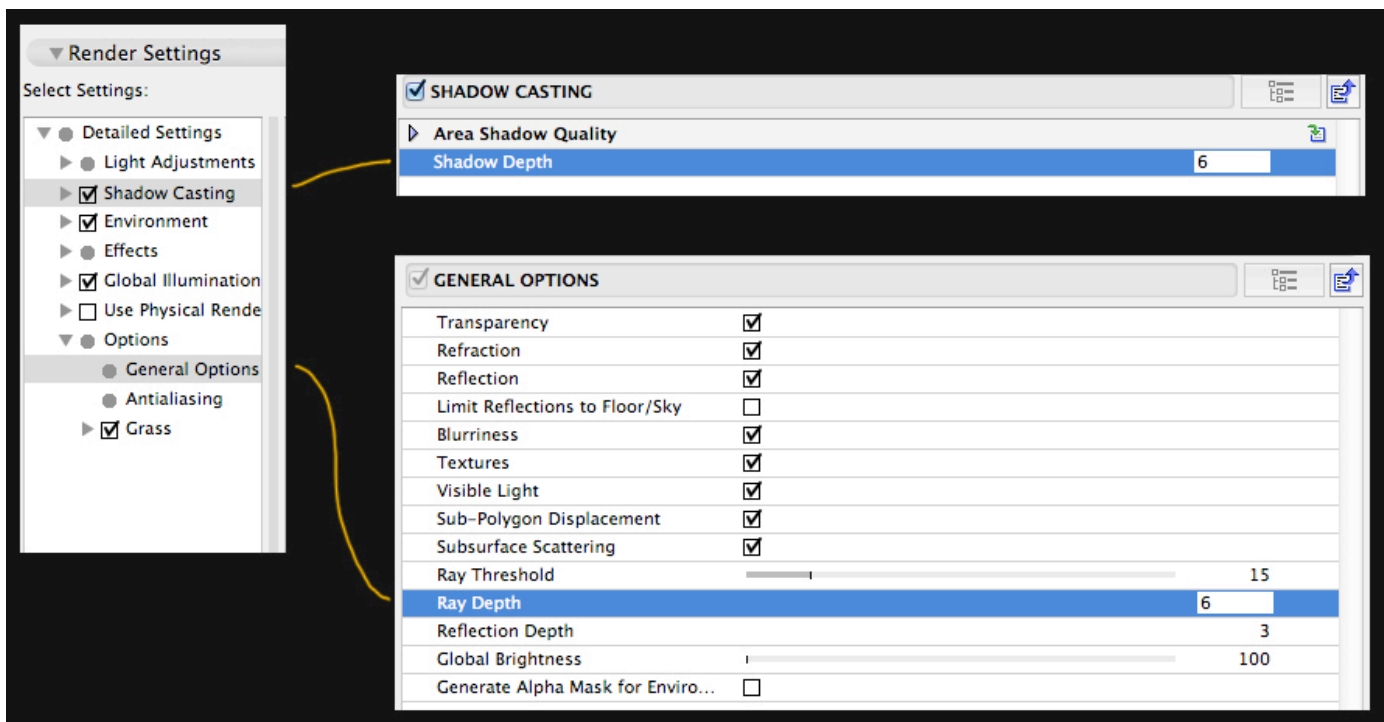 Render Settings
Select Settings:
Detailed Settings
Light Adjustments
Shadow Casting
Environment
Effects
Global Illumination
Use Physical Rende
Options
General Options
Antialiasing
Grass
SHADOW CASTING
Area Shadow Quality
Shadow Depth 6
GENERAL OPTIONS
Transparency
Refraction
Reflection
Limit Reflections to Floor/Sky
Blurriness
Textures
Visible Light
Sub-Polygon Displacement
Subsurface Scattering
Ray Threshold 15
Ray Depth 6
Reflection Depth 3
Global Brightness 100
Generate Alpha Mask for Enviro...